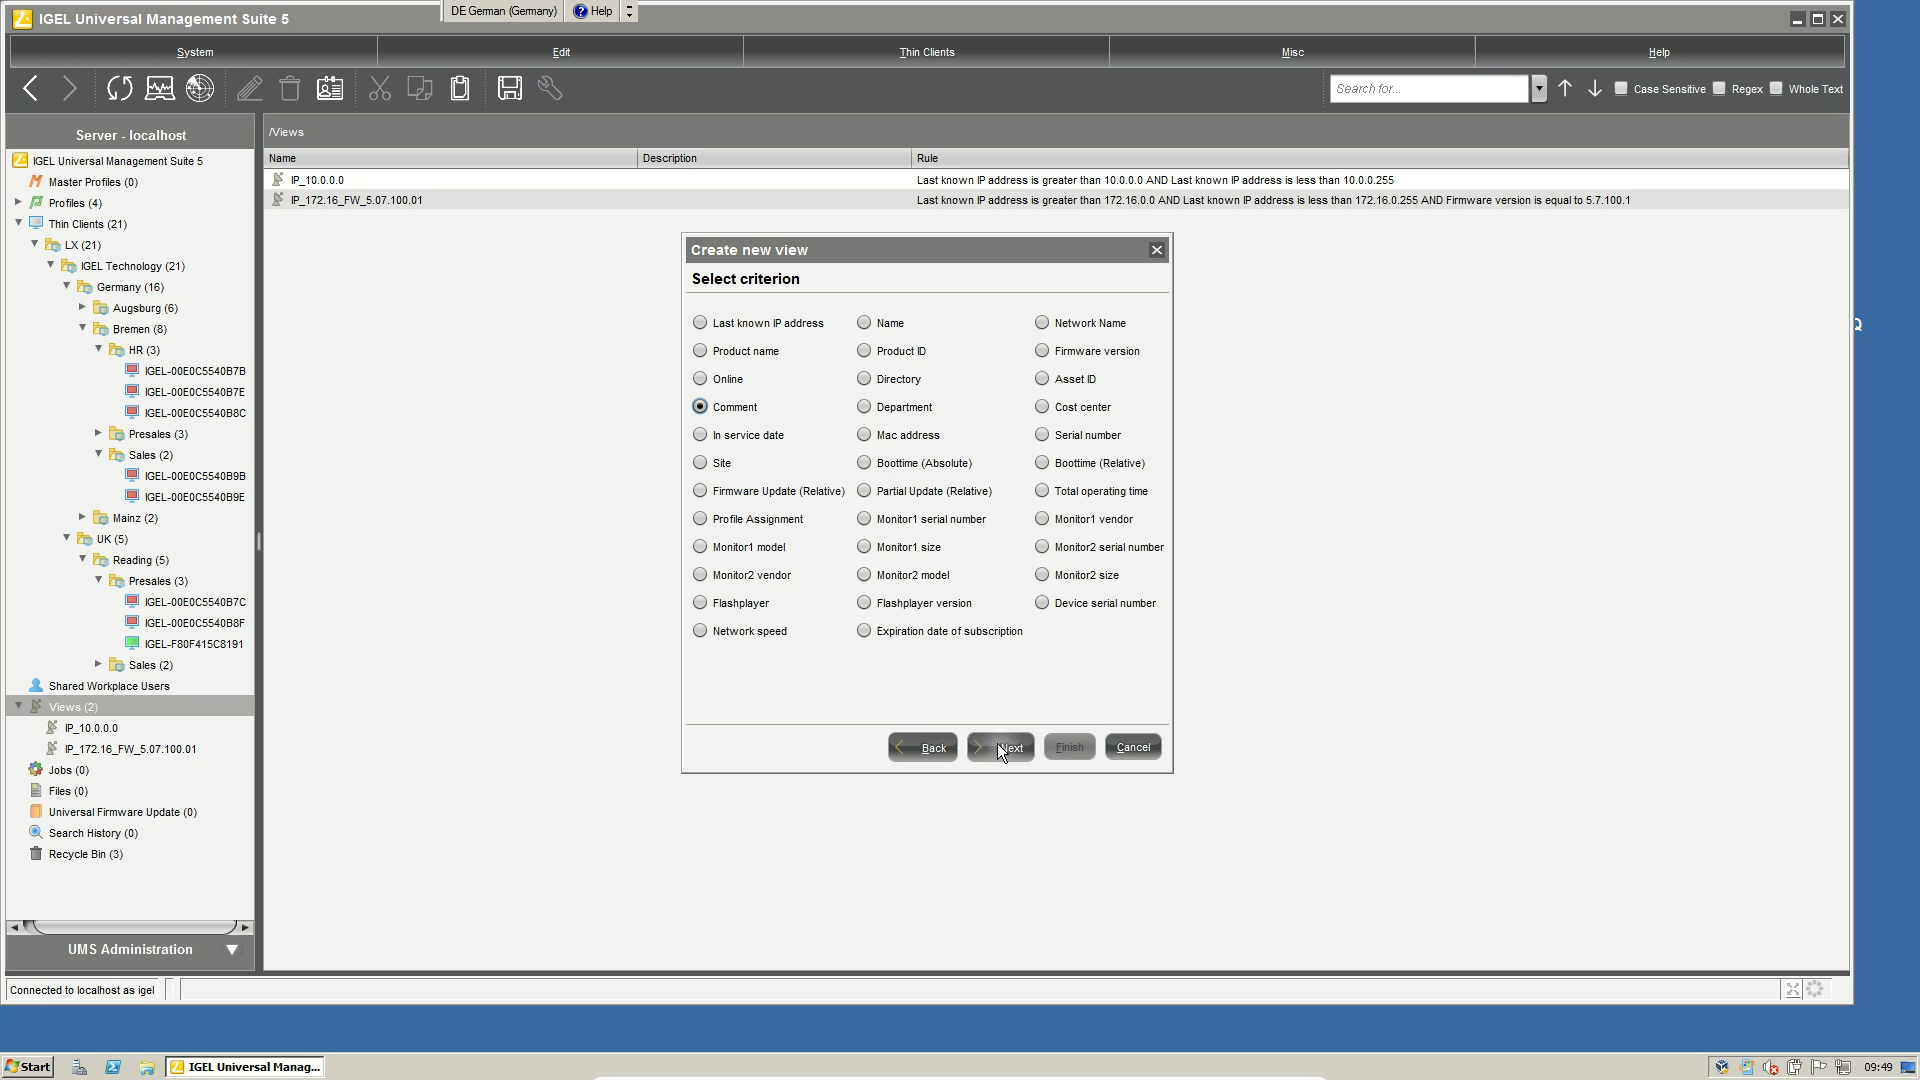 IGEL Universal Management Suite 5
DE German (Germany) Help
System Edit Thin Clients Misc Help
Search for... Case Sensitive Regex Whole Text
Server - localhost
IGEL Universal Management Suite 5
Master Profiles (0)
Profiles (4)
Thin Clients (21)
LX (21)
IGEL Technology (21)
Germany (16)
Augsburg (6)
Bremen (8)
HR (3)
IGEL-00E0C5540B7B
IGEL-00E0C5540B7E
IGEL-00E0C5540B8C
Presales (3)
Sales (2)
IGEL-00E0C5540B9B
IGEL-00E0C5540B9E
Mainz (2)
UK (5)
Reading (5)
Presales (3)
IGEL-00E0C5540B7C
IGEL-00E0C5540B8F
IGEL-F80F415C8191
Sales (2)
Shared Workplace Users
Views (2)
IP_10.0.0.0
IP_172.16_FW_5.07.100.01
Jobs (0)
Files (0)
Universal Firmware Update (0)
Search History (0)
Recycle Bin (3)
UMS Administration
Connected to localhost as igel
/Views
Name Description Rule
IP_10.0.0.0 Last known IP address is greater than 10.0.0.0 AND Last known IP address is less than 10.0.0.255
IP_172.16_FW_5.07.100.01 Last known IP address is greater than 172.16.0.0 AND Last known IP address is less than 172.16.0.255 AND Firmware version is equal to 5.7.100.1
Create new view
Select criterion
Last known IP address Name Network Name
Product name Product ID Firmware version
Online Directory Asset ID
Comment Department Cost center
In service date Mac address Serial number
Site Boottime (Absolute) Boottime (Relative)
Firmware Update (Relative) Partial Update (Relative) Total operating time
Profile Assignment Monitor1 serial number Monitor1 vendor
Monitor1 model Monitor1 size Monitor2 serial number
Monitor2 vendor Monitor2 model Monitor2 size
Flashplayer Flashplayer version Device serial number
Network speed Expiration date of subscription
Back Next Finish Cancel
Start IGEL Universal Manag... 09:49